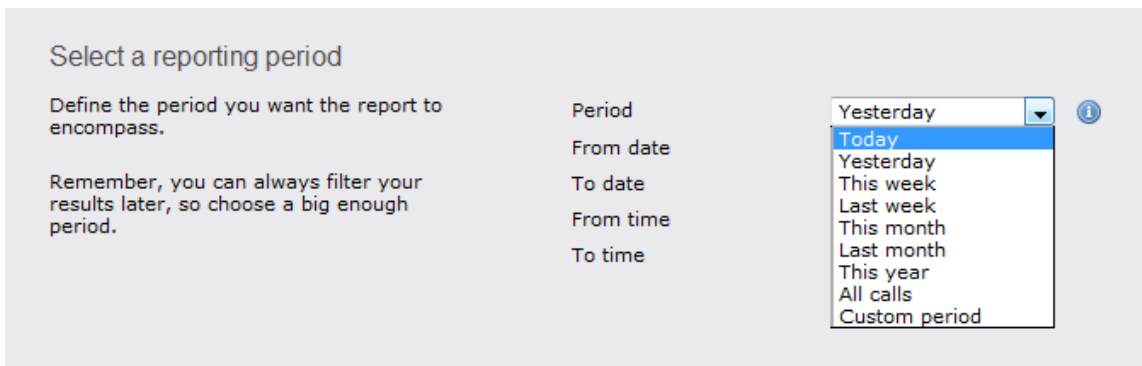 Select a reporting period
Define the period you want the report to
encompass.
Remember, you can always filter your
results later, so choose a big enough
period.
Period
From date
To date
From time
To time
Yesterday
Today
Yesterday
This week
Last week
This month
Last month
This year
All calls
Custom period